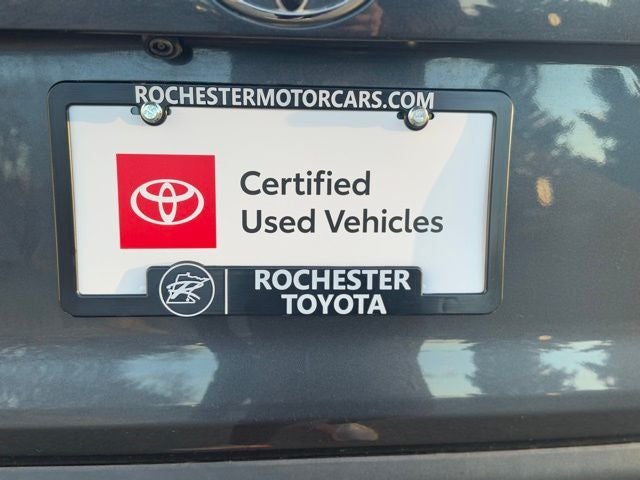 ROCHESTERMOTORCARS.COM
Certified
Used Vehicles
ROCHESTER
TOYOTA